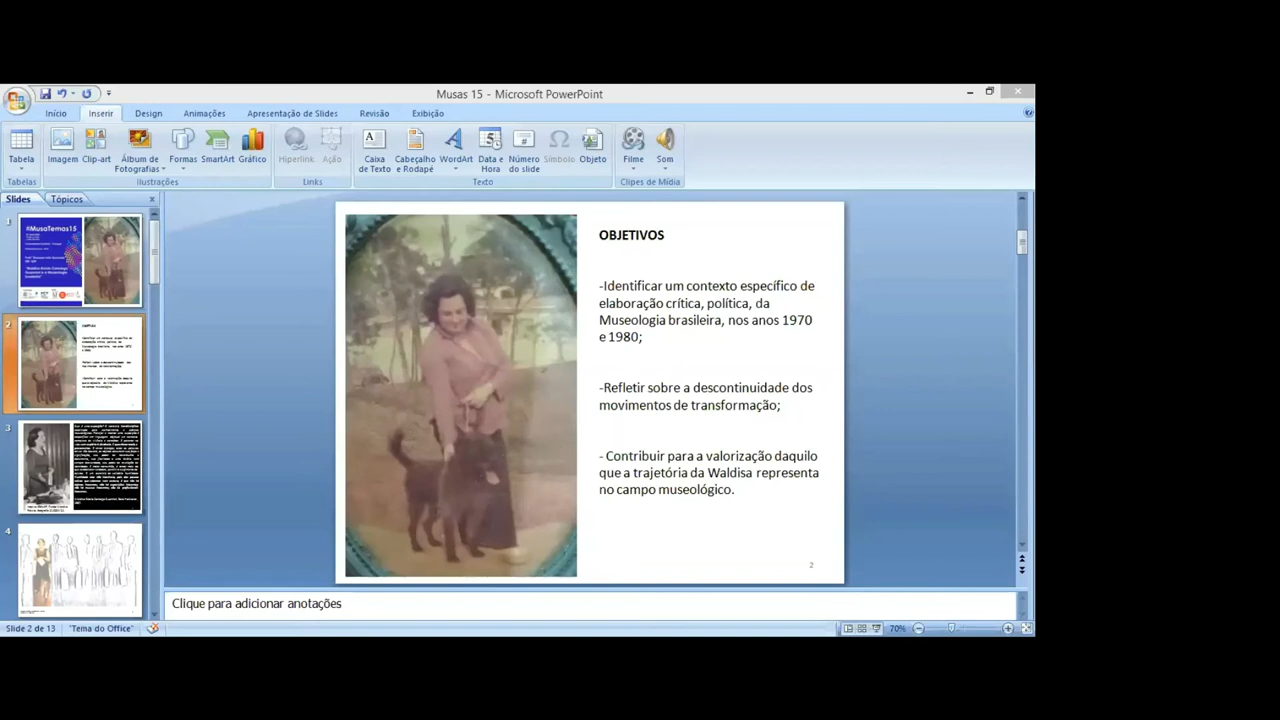 Musas 15 - Microsoft PowerPoint
Início Inserir Design Animações Apresentação de Slides Revisão Exibição
Tabela Imagem Clip-art Álbum de Fotografias Formas SmartArt Gráfico Hiperlink Ação Caixa de Texto Cabeçalho e Rodapé WordArt Data e Hora Número do slide Símbolo Objeto Filme Som
Tabelas Ilustrações Links Texto Clipes de Mídia
Slides Tópicos
1
#MusaTemas15
2
3
4
OBJETIVOS
-Identificar um contexto específico de
elaboração crítica, política, da
Museologia brasileira, nos anos 1970
e 1980;
-Refletir sobre a descontinuidade dos
movimentos de transformação;
- Contribuir para a valorização daquilo
que a trajetória da Waldisa representa
no campo museológico.
2
Clique para adicionar anotações
Slide 2 de 13 "Tema do Office" 70%